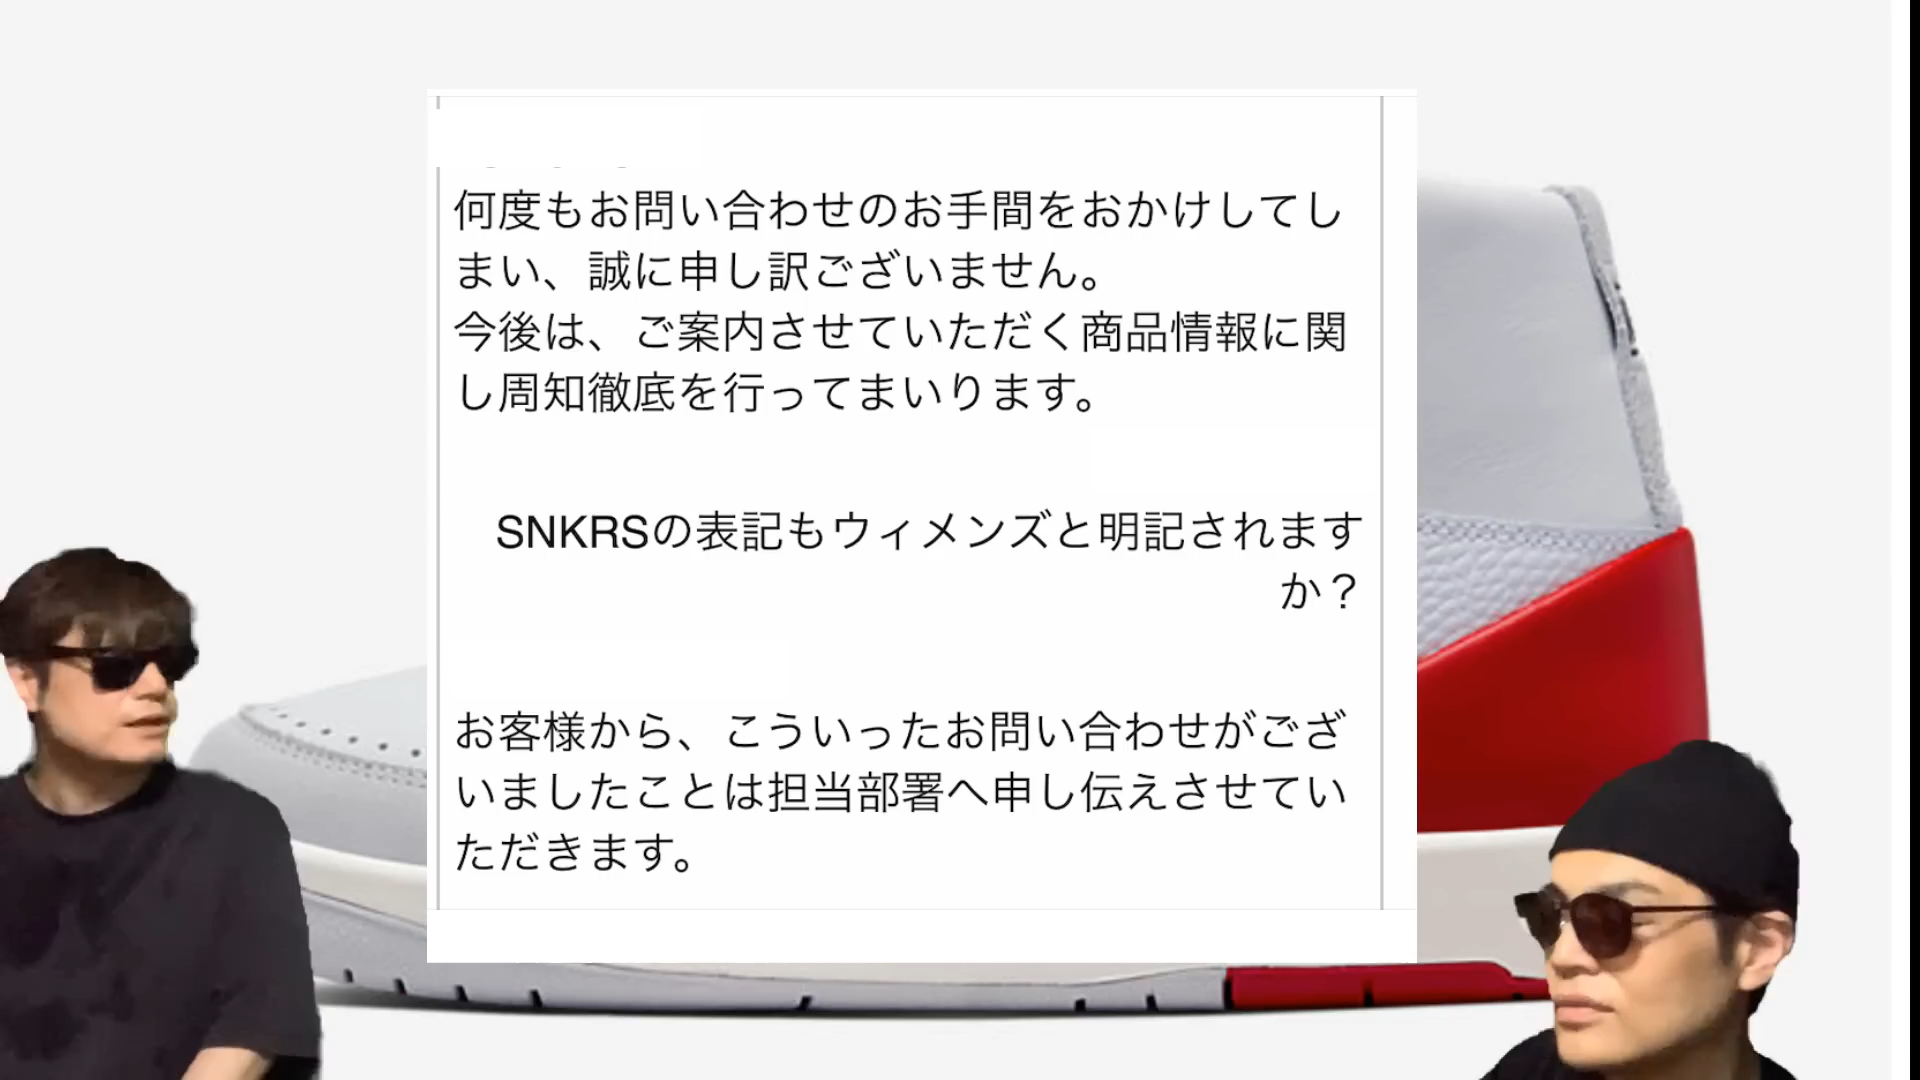 何度もお問い合わせのお手間をおかけしてし
まい、誠に申し訳ございません。
今後は、ご案内させていただく商品情報に関
し周知徹底を行ってまいります。
SNKRSの表記もウィメンズと明記されます
か？
お客様から、こういったお問い合わせがござ
いましたことは担当部署へ申し伝えさせてい
ただきます。